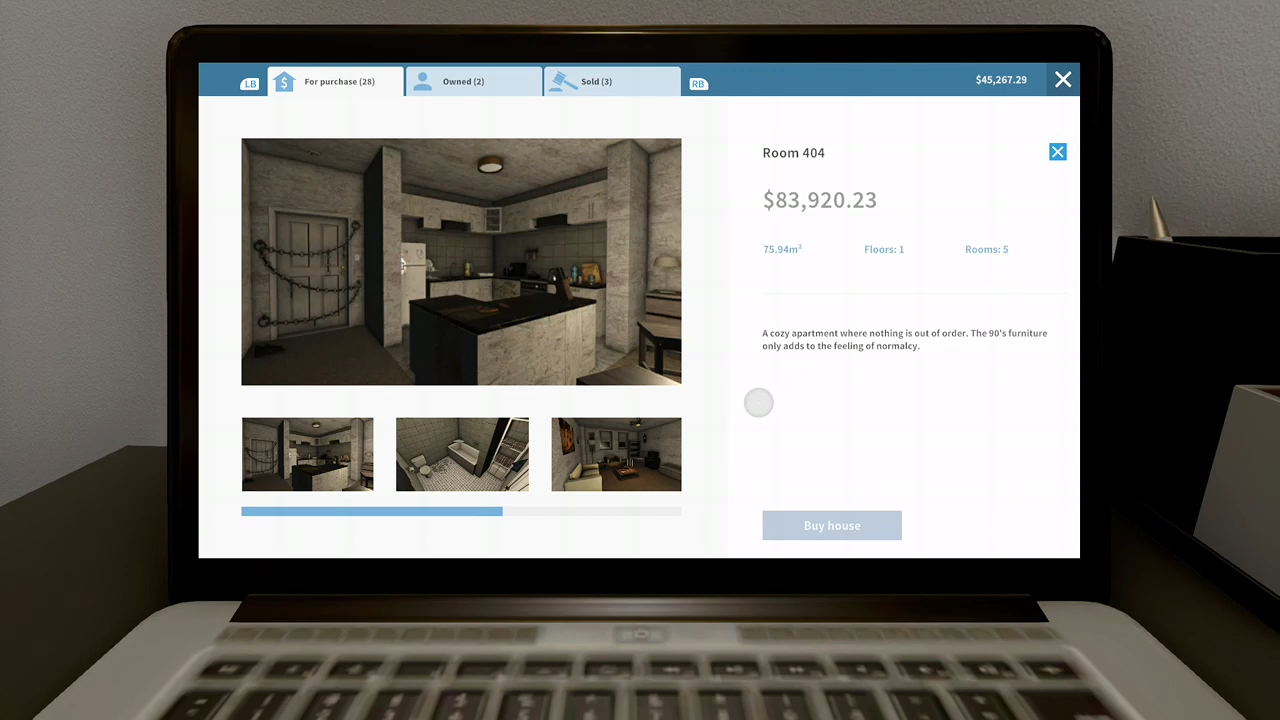 LB
For purchase (28)
Owned (2)
Sold (3)
RB
$45,267.29
Room 404
$83,920.23
75.94m²
Floors: 1
Rooms: 5
A cozy apartment where nothing is out of order. The 90's furniture
only adds to the feeling of normalcy.
Buy house